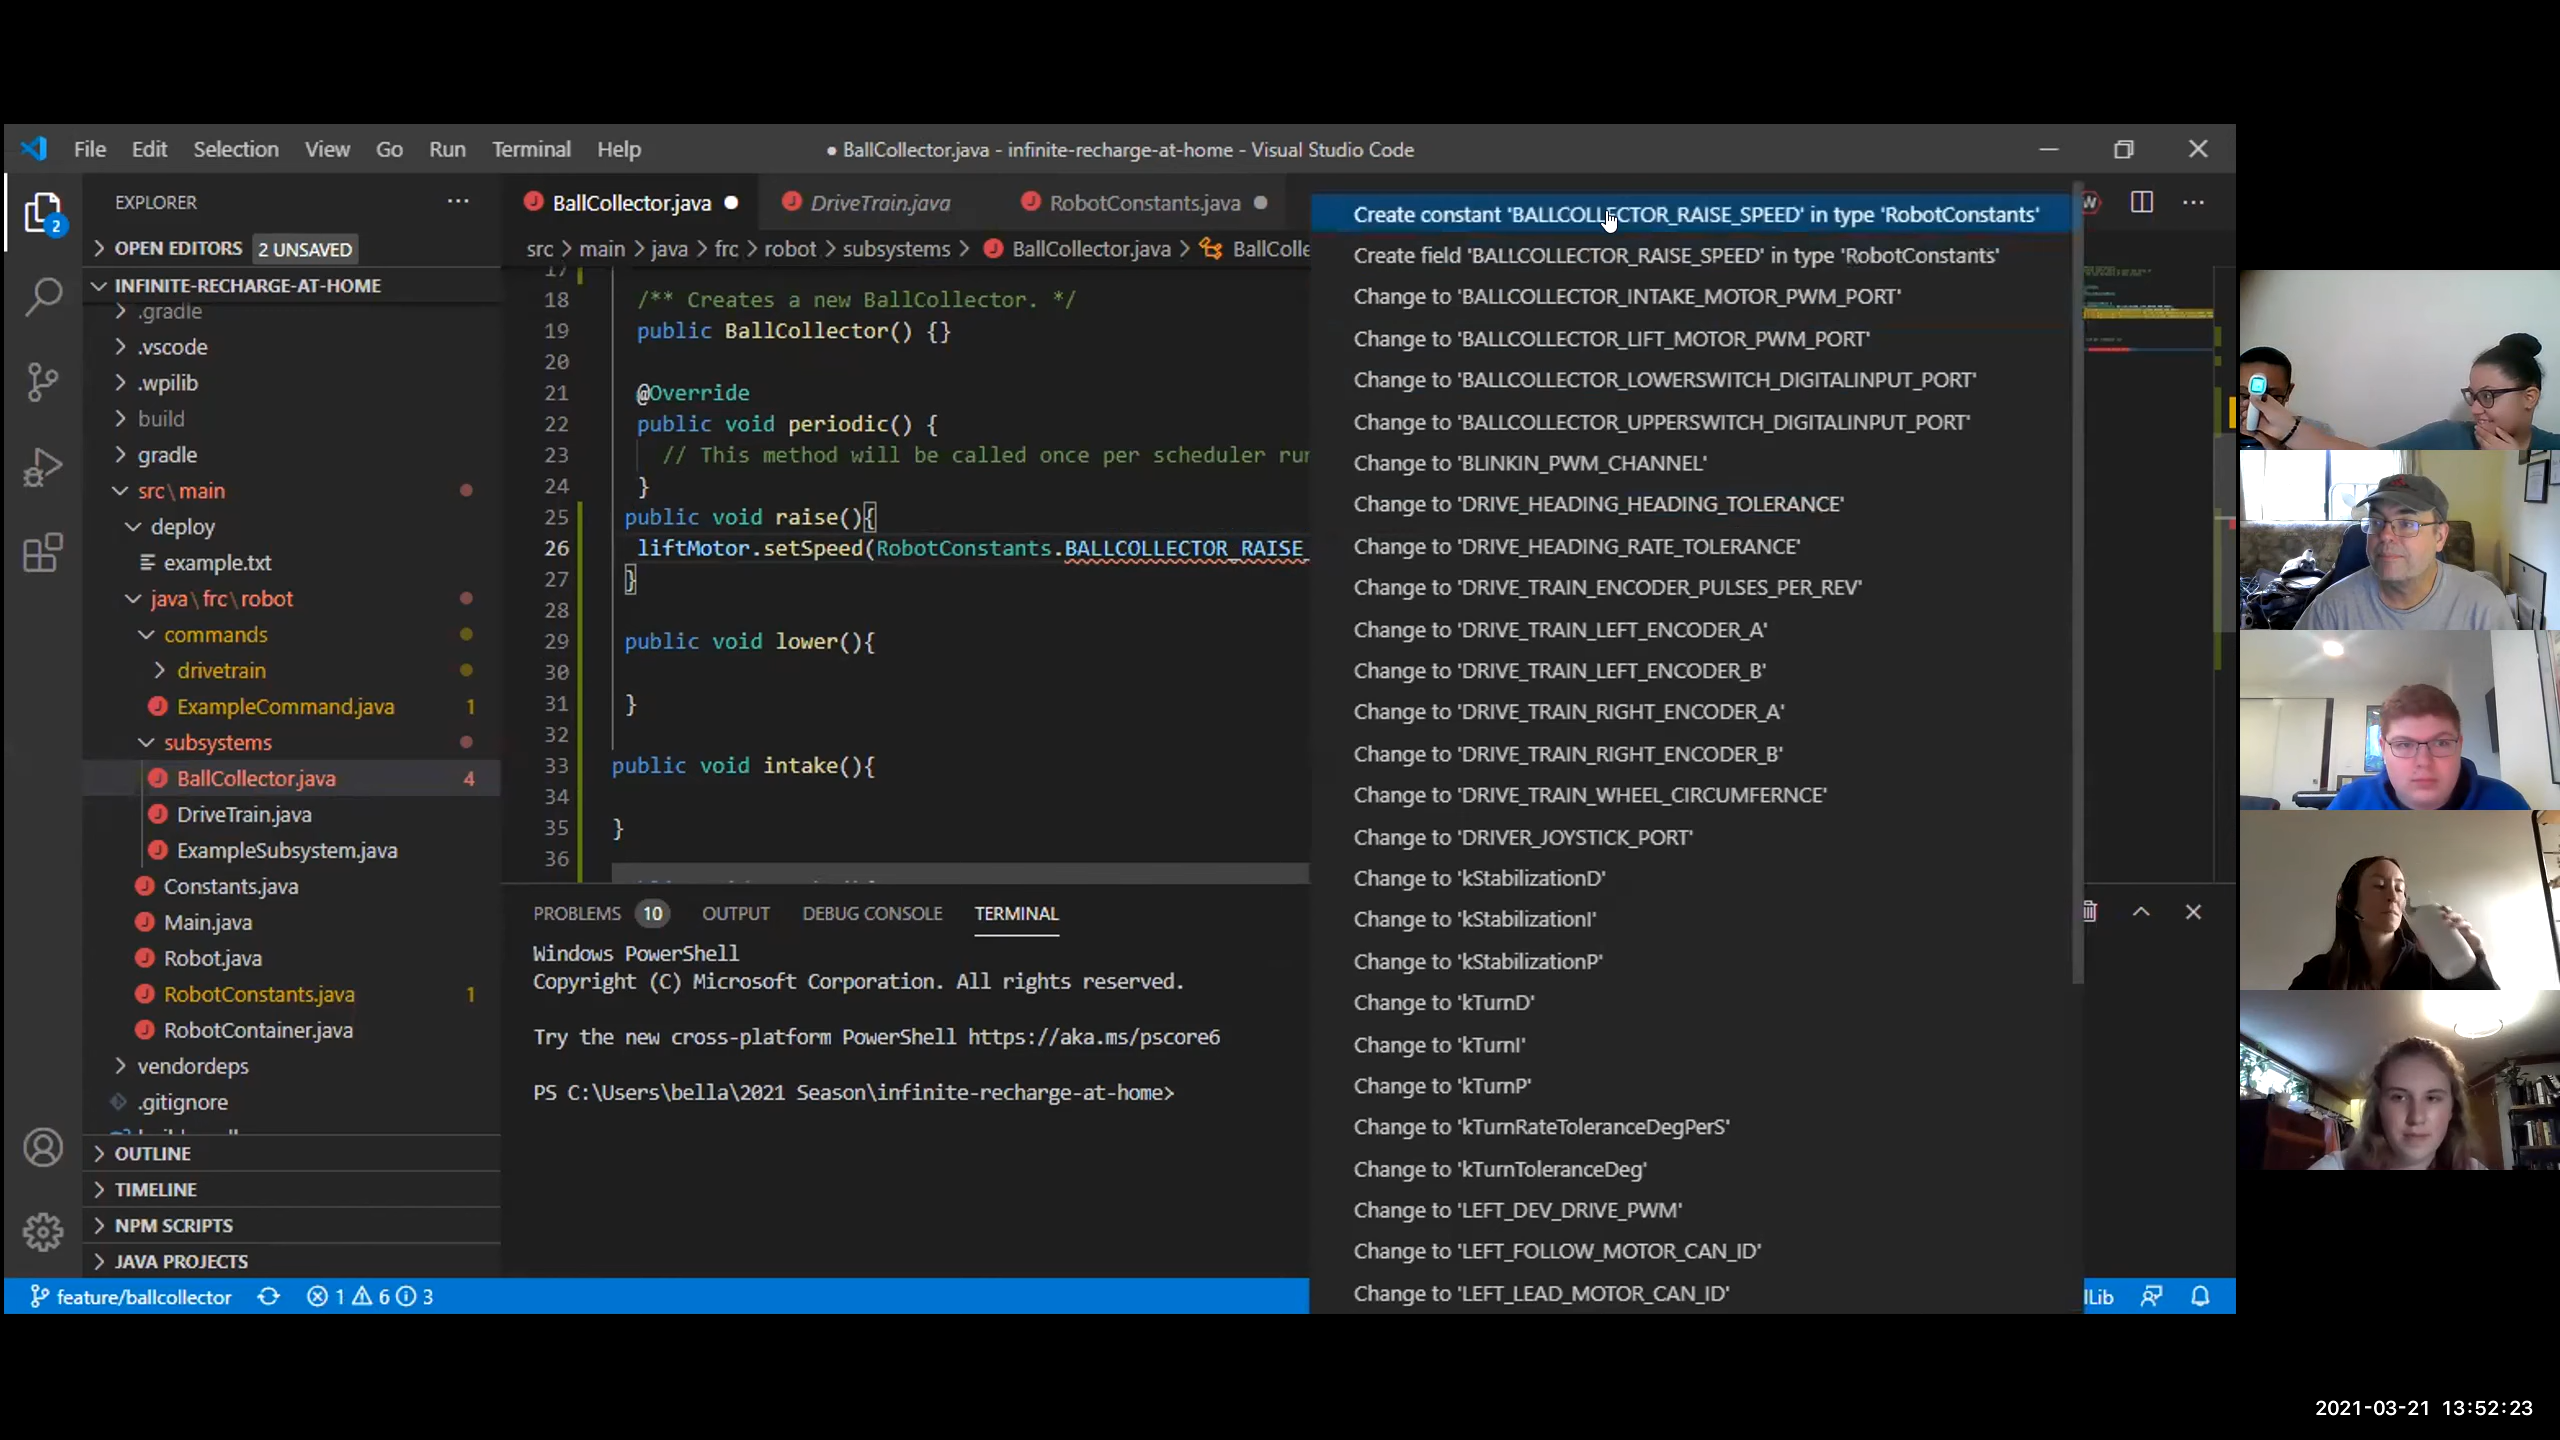 File Edit Selection View Go Run Terminal Help
● BallCollector.java - infinite-recharge-at-home - Visual Studio Code
EXPLORER
OPEN EDITORS 2 UNSAVED
INFINITE-RECHARGE-AT-HOME
.gradle
.vscode
.wpilib
build
gradle
src\main
deploy
example.txt
java\frc\robot
commands
drivetrain
ExampleCommand.java 1
subsystems
BallCollector.java 4
DriveTrain.java
ExampleSubsystem.java
Constants.java
Main.java
Robot.java
RobotConstants.java 1
RobotContainer.java
vendordeps
.gitignore
OUTLINE
TIMELINE
NPM SCRIPTS
JAVA PROJECTS
2
BallCollector.java DriveTrain.java RobotConstants.java
src > main > java > frc > robot > subsystems > BallCollector.java > BallColle
17
18 /** Creates a new BallCollector. */
19 public BallCollector() {}
20
21 @Override
22 public void periodic() {
23 // This method will be called once per scheduler run
24 }
25 public void raise(){
26 liftMotor.setSpeed(RobotConstants.BALLCOLLECTOR_RAISE_
27 }
28
29 public void lower(){
30
31 }
32
33 public void intake(){
34
35 }
36
Create constant 'BALLCOLLECTOR_RAISE_SPEED' in type 'RobotConstants'
Create field 'BALLCOLLECTOR_RAISE_SPEED' in type 'RobotConstants'
Change to 'BALLCOLLECTOR_INTAKE_MOTOR_PWM_PORT'
Change to 'BALLCOLLECTOR_LIFT_MOTOR_PWM_PORT'
Change to 'BALLCOLLECTOR_LOWERSWITCH_DIGITALINPUT_PORT'
Change to 'BALLCOLLECTOR_UPPERSWITCH_DIGITALINPUT_PORT'
Change to 'BLINKIN_PWM_CHANNEL'
Change to 'DRIVE_HEADING_HEADING_TOLERANCE'
Change to 'DRIVE_HEADING_RATE_TOLERANCE'
Change to 'DRIVE_TRAIN_ENCODER_PULSES_PER_REV'
Change to 'DRIVE_TRAIN_LEFT_ENCODER_A'
Change to 'DRIVE_TRAIN_LEFT_ENCODER_B'
Change to 'DRIVE_TRAIN_RIGHT_ENCODER_A'
Change to 'DRIVE_TRAIN_RIGHT_ENCODER_B'
Change to 'DRIVE_TRAIN_WHEEL_CIRCUMFERNCE'
Change to 'DRIVER_JOYSTICK_PORT'
Change to 'kStabilizationD'
Change to 'kStabilizationI'
Change to 'kStabilizationP'
Change to 'kTurnD'
Change to 'kTurnI'
Change to 'kTurnP'
Change to 'kTurnRateToleranceDegPerS'
Change to 'kTurnToleranceDeg'
Change to 'LEFT_DEV_DRIVE_PWM'
Change to 'LEFT_FOLLOW_MOTOR_CAN_ID'
Change to 'LEFT_LEAD_MOTOR_CAN_ID'
PROBLEMS 10 OUTPUT DEBUG CONSOLE TERMINAL
Windows PowerShell
Copyright (C) Microsoft Corporation. All rights reserved.
Try the new cross-platform PowerShell https://aka.ms/pscore6
PS C:\Users\bella\2021 Season\infinite-recharge-at-home>
feature/ballcollector 1 6 3
2021-03-21 13:52:23